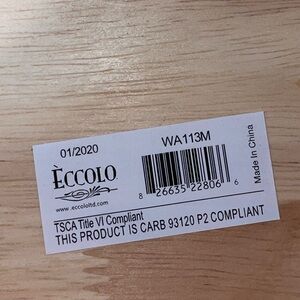 01/2020
WA113M
ÈCCOLO
www.eccololtd.com
8 26635 22806 6
Made In China
TSCA Title VI Compliant
THIS PRODUCT IS CARB 93120 P2 COMPLIANT